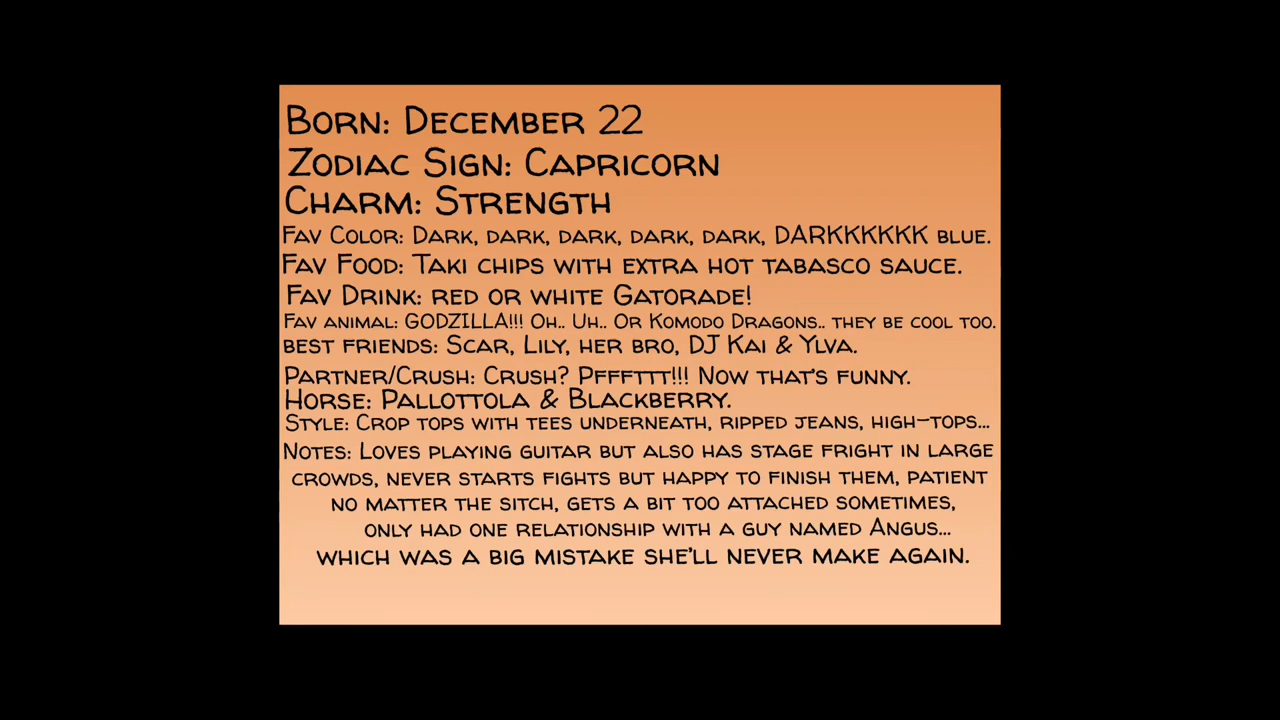 Born: December 22
Zodiac Sign: Capricorn
Charm: Strength
Fav Color: Dark, dark, dark, dark, dark, DARKKKKKK blue.
Fav Food: Taki chips with extra hot tabasco sauce.
Fav Drink: red or white Gatorade!
Fav animal: GODZILLA!!! Oh.. Uh.. Or Komodo Dragons.. they be cool too.
best friends: Scar, Lily, her bro, DJ Kai & Ylva.
Partner/Crush: Crush? Pfffttt!!! Now that's funny.
Horse: Pallottola & Blackberry.
Style: Crop tops with tees underneath, ripped jeans, high-tops...
Notes: Loves playing guitar but also has stage fright in large
crowds, never starts fights but happy to finish them, patient
no matter the sitch, gets a bit too attached sometimes,
only had one relationship with a guy named Angus...
which was a big mistake she'll never make again.